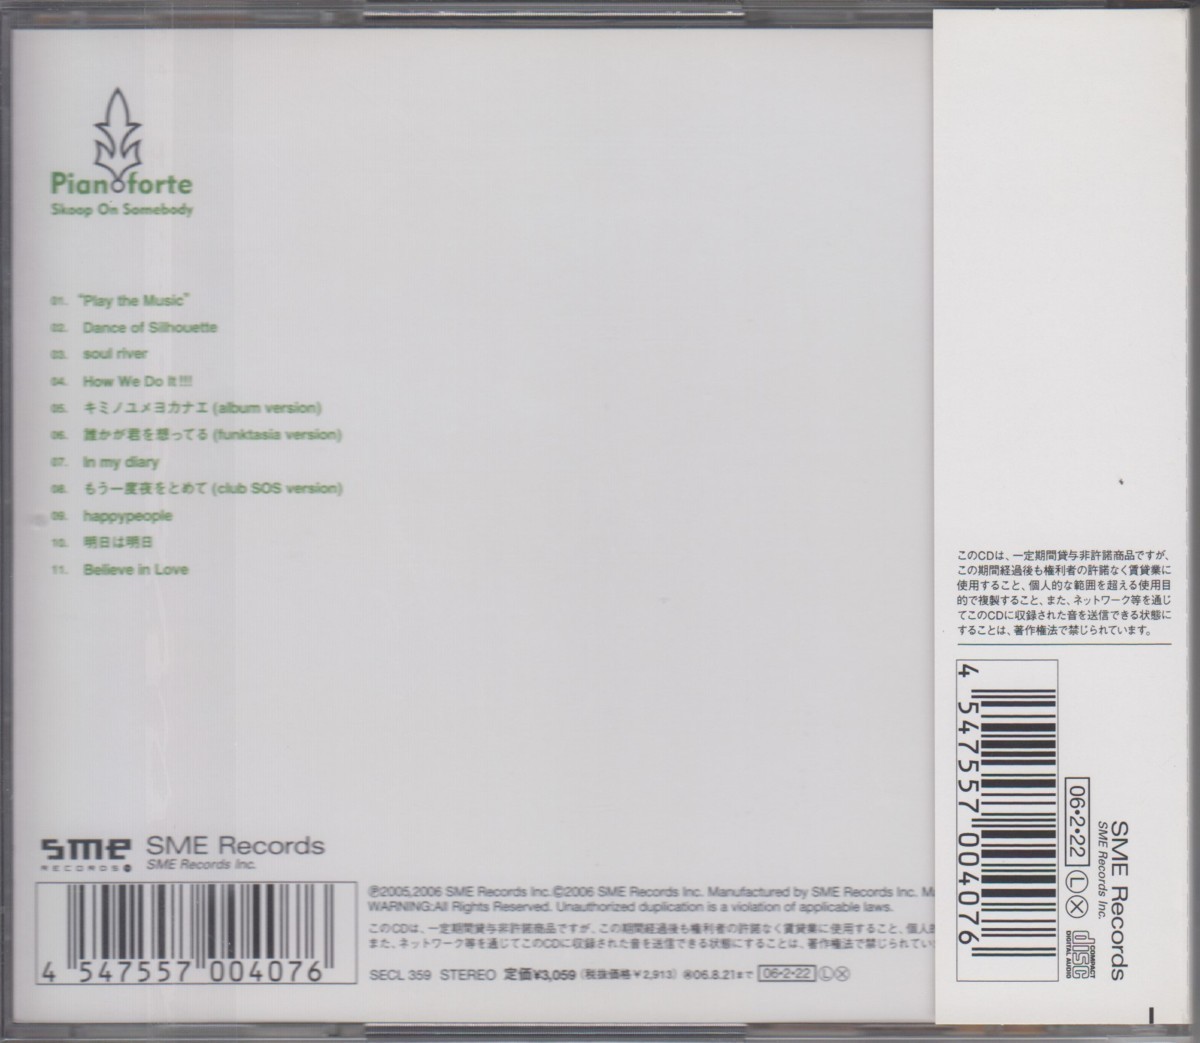 Pianoforte
Skoop On Somebody
01. "Play the Music"
02. Dance of Silhouette
03. soul river
04. How We Do It!!!
05. キミノユメヨカナエ (album version)
06. 誰かが君を想ってる (funktasia version)
07. In my diary
08. もう一度夜をとめて (club SOS version)
09. happypeople
10. 明日は明日
11. Believe in Love
sme
RECORDS
SME Records
SME Records Inc.
4 547557 004076
℗2005,2006 SME Records Inc.©2006 SME Records Inc. Manufactured by SME Records Inc.
WARNING:All Rights Reserved. Unauthorized duplication is a violation of applicable laws.
このCDは、一定期間貸与非許諾商品ですが、この期間経過後も権利者の許諾なく賃貸業に使用すること、個人的
また、ネットワーク等を通じてこのCDに収録された音を送信できる状態にすることは、著作権法で禁じられてい
SECL 359 STEREO 定価¥3,059 (税抜価格¥2,913) ®06.8.21まで 06・2・22 Ⓛ Ⓧ
このCDは、一定期間貸与非許諾商品ですが、
この期間経過後も権利者の許諾なく賃貸業に
使用すること、個人的な範囲を超える使用目
的で複製すること、また、ネットワーク等を通じ
てこのCDに収録された音を送信できる状態に
することは、著作権法で禁じられています。
4 547557 004076
06・2・22 Ⓛ Ⓧ
COMPACT
disc
DIGITAL AUDIO
SME Records
SME Records Inc.